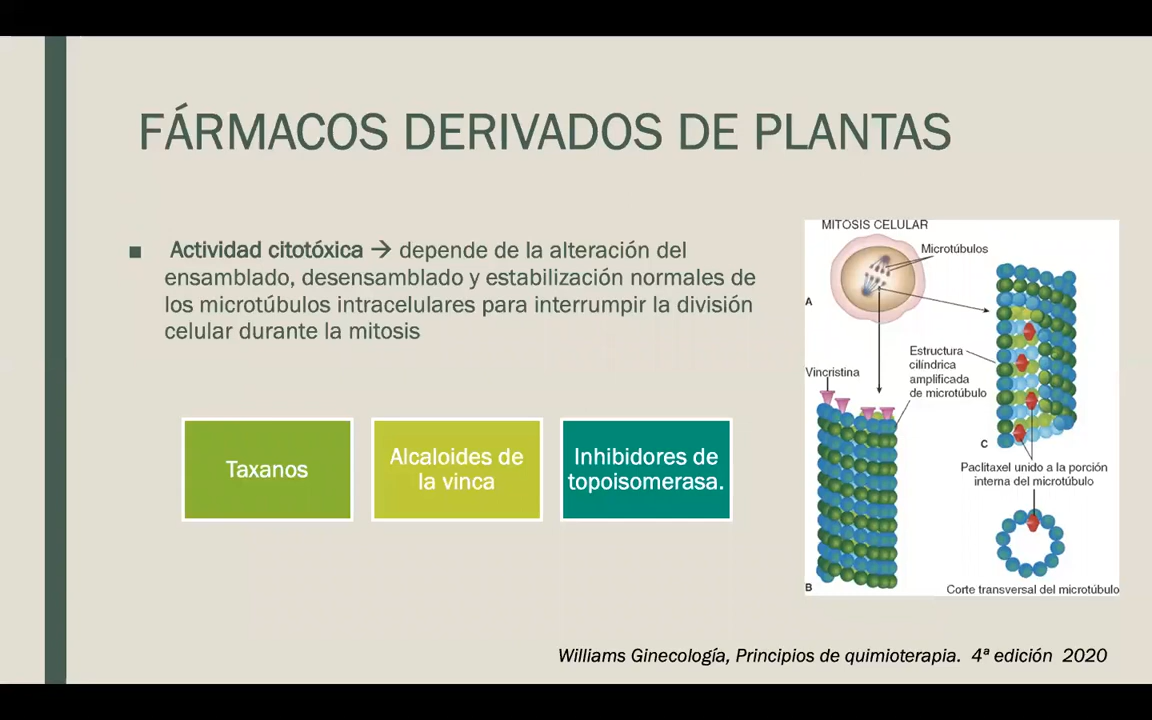 FÁRMACOS DERIVADOS DE PLANTAS
▪ Actividad citotóxica → depende de la alteración del
ensamblado, desensamblado y estabilización normales de
los microtúbulos intracelulares para interrumpir la división
celular durante la mitosis
Taxanos
Alcaloides de
la vinca
Inhibidores de
topoisomerasa.
MITOSIS CELULAR
Microtúbulos
A
Estructura
cilíndrica
amplificada
de microtúbulo
Vincristina
B
C
Paclitaxel unido a la porción
interna del microtúbulo
Corte transversal del microtúbulo
Williams Ginecología, Principios de quimioterapia. 4ª edición 2020